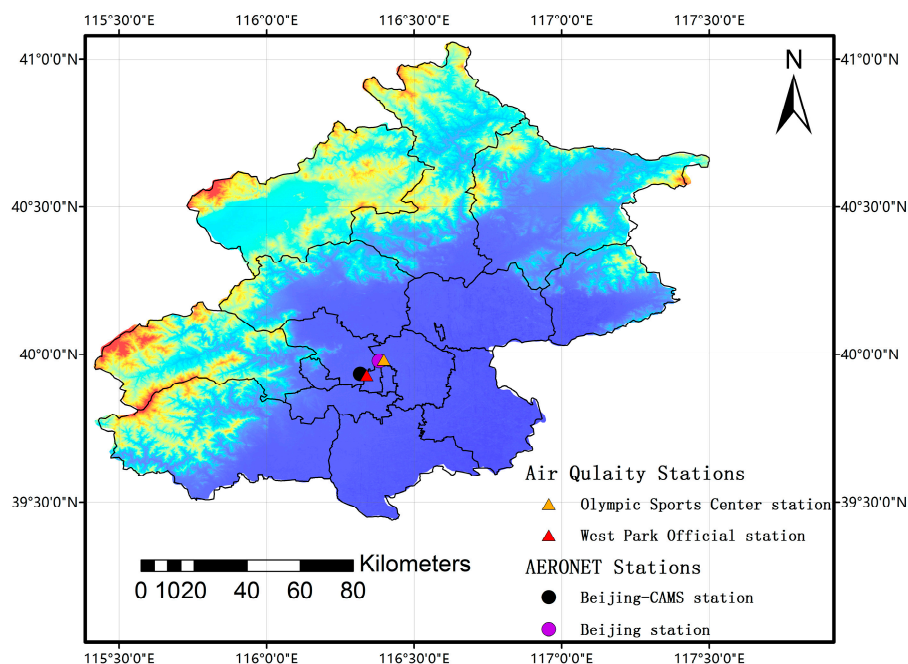 115°30'0"E 116°0'0"E 116°30'0"E 117°0'0"E 117°30'0"E
41°0'0"N 41°0'0"N
N
40°30'0"N 40°30'0"N
40°0'0"N 40°0'0"N
Air Qulaity Stations
39°30'0"N 39°30'0"N
Olympic Sports Center station
West Park Official station
Kilometers
AERONET Stations
0 10 20 40 60 80
Beijing-CAMS station
Beijing station
115°30'0"E 116°0'0"E 116°30'0"E 117°0'0"E 117°30'0"E